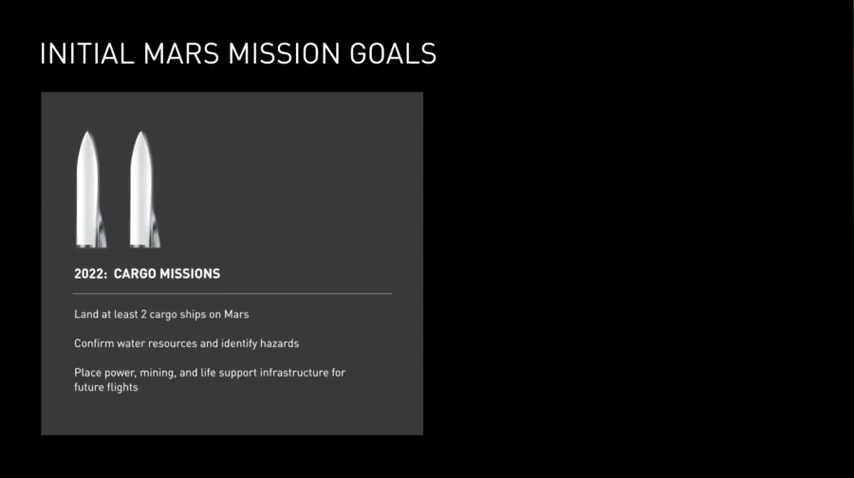 INITIAL MARS MISSION GOALS
2022: CARGO MISSIONS
Land at least 2 cargo ships on Mars
Confirm water resources and identify hazards
Place power, mining, and life support infrastructure for
future flights